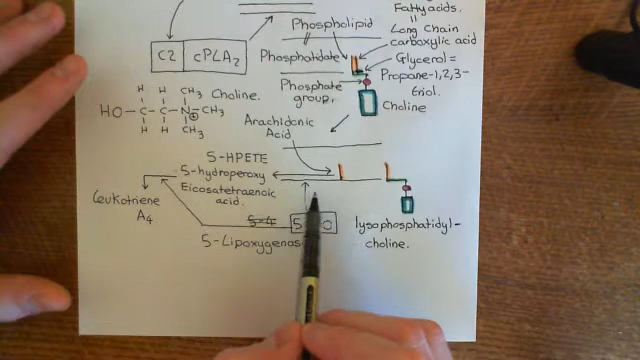 Fatty acids.
=
Long Chain
carboxylic acid
Phospholipid
//
Phosphatidate
C2 cPLA2
Glycerol =
Propane-1,2,3-
triol.
Phosphate
group.
Choline
H H CH3
HO-C-C-N-CH3
H H CH3
⊕
Choline.
Arachidonic
Acid
5-HPETE
5-hydroperoxy
Eicosatetraenoic
acid.
Leukotriene
A4
5-Lipoxygenas
lysophosphatidyl-
choline.